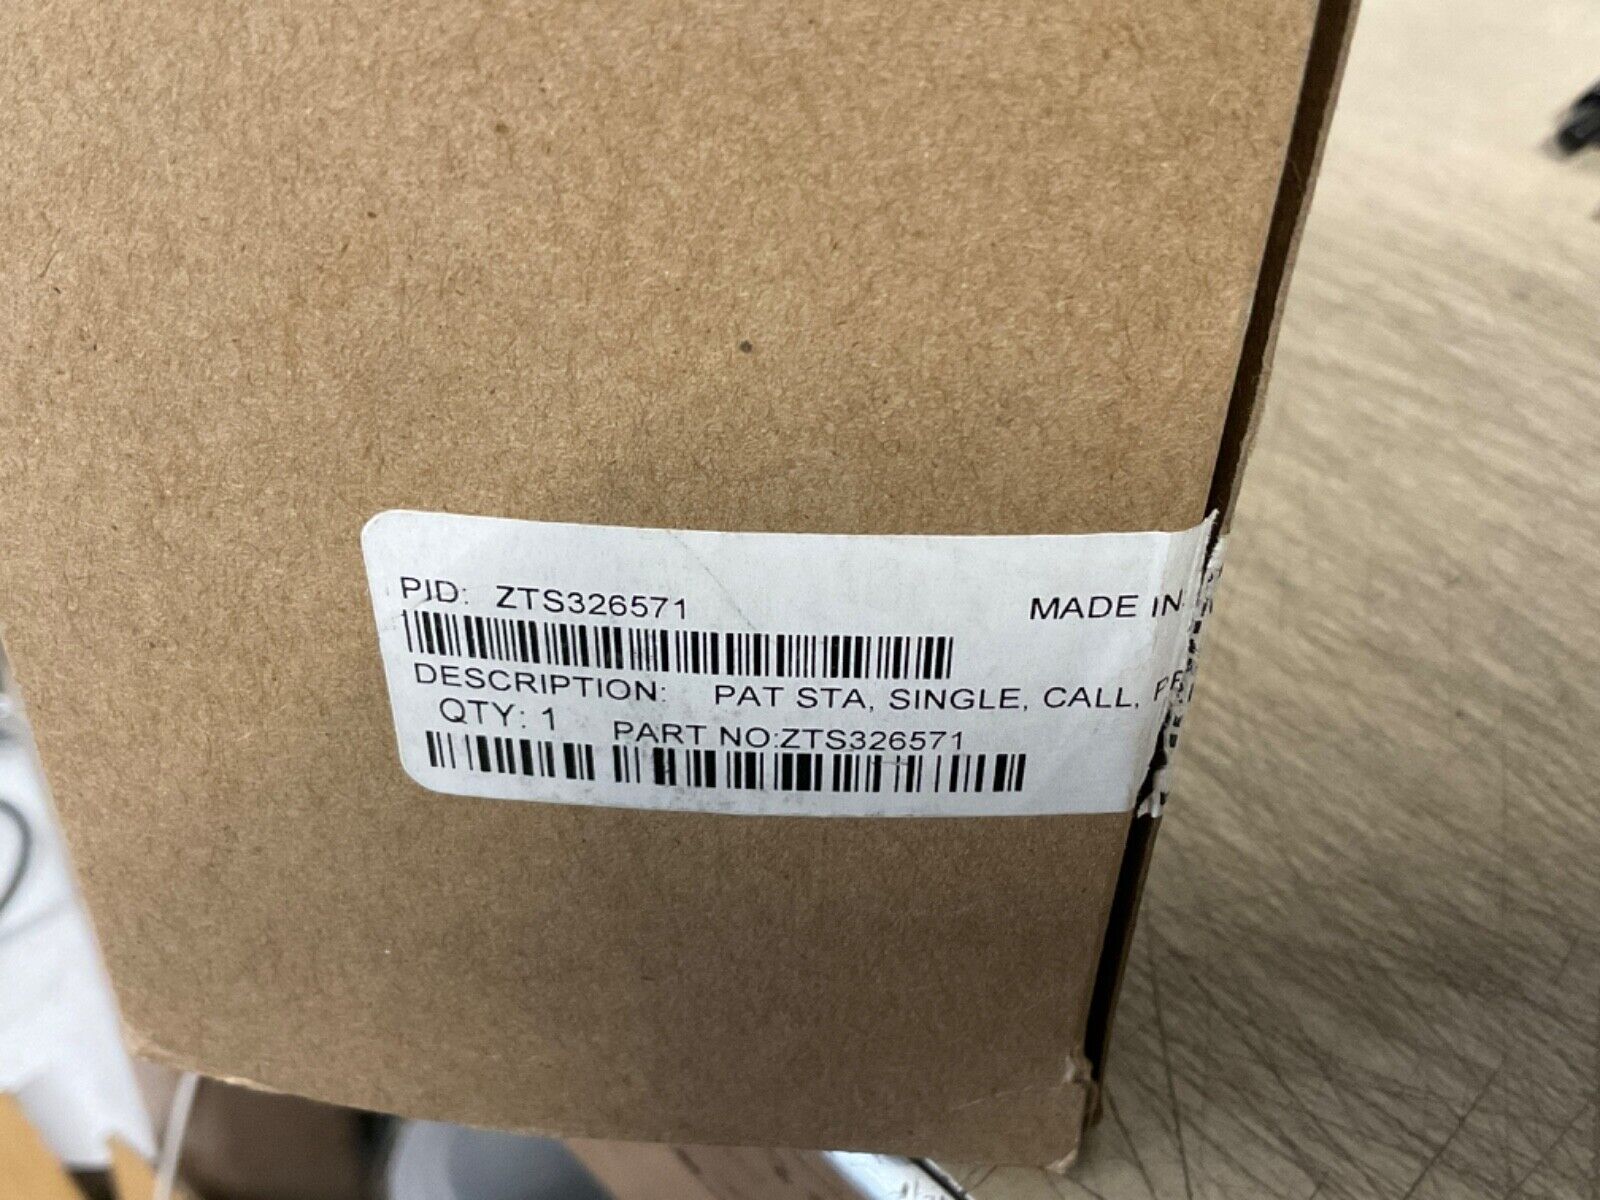 PID: ZTS326571 MADE IN
DESCRIPTION: PAT STA, SINGLE, CALL,
QTY: 1 PART NO:ZTS326571